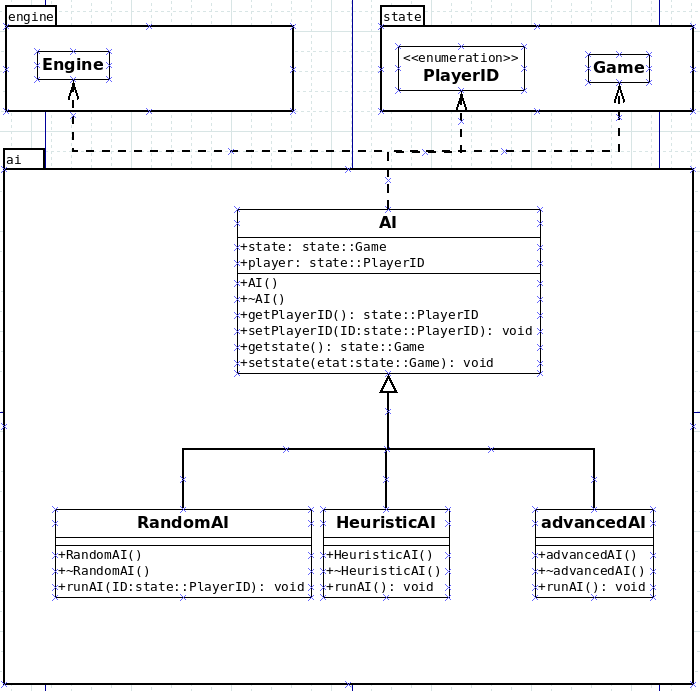 engine
Engine
state
<<enumeration>>
PlayerID
Game
ai
AI
+state: state::Game
+player: state::PlayerID
+AI()
+~AI()
+getPlayerID(): state::PlayerID
+setPlayerID(ID:state::PlayerID): void
+getstate(): state::Game
+setstate(etat:state::Game): void
RandomAI
+RandomAI()
+~RandomAI()
+runAI(ID:state::PlayerID): void
HeuristicAI
+HeuristicAI()
+~HeuristicAI()
+runAI(): void
advancedAI
+advancedAI()
+~advancedAI()
+runAI(): void